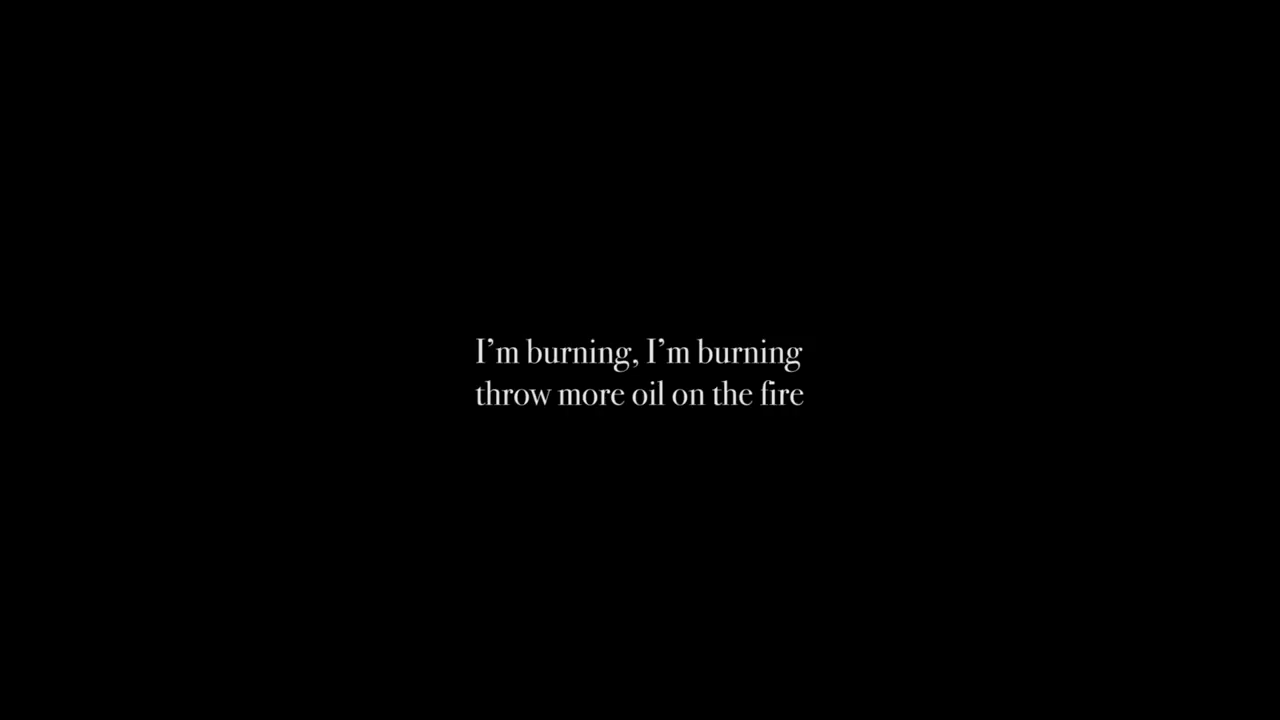 I’m burning, I’m burning
throw more oil on the fire